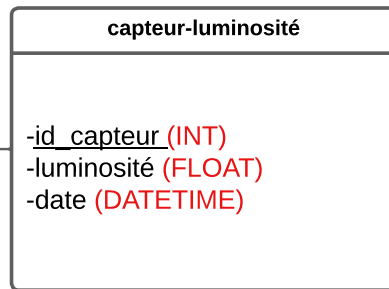 capteur-luminosité
-id_capteur (INT)
-luminosité (FLOAT)
-date (DATETIME)